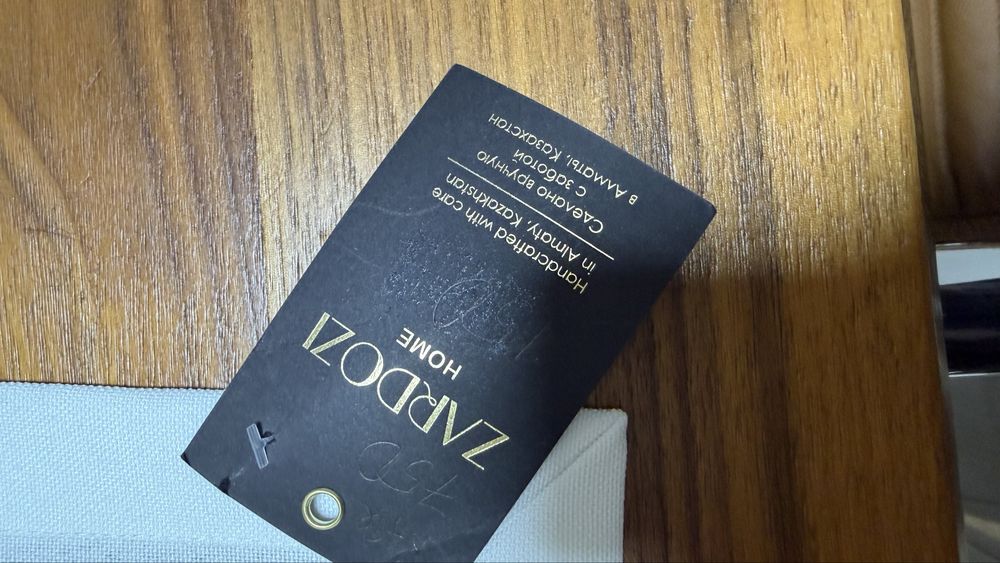 ZARDOZI
HOME
Handcrafted with care
in Almaty, Kazakhstan
Сделано вручную
с заботой
в Алматы, Казахстан